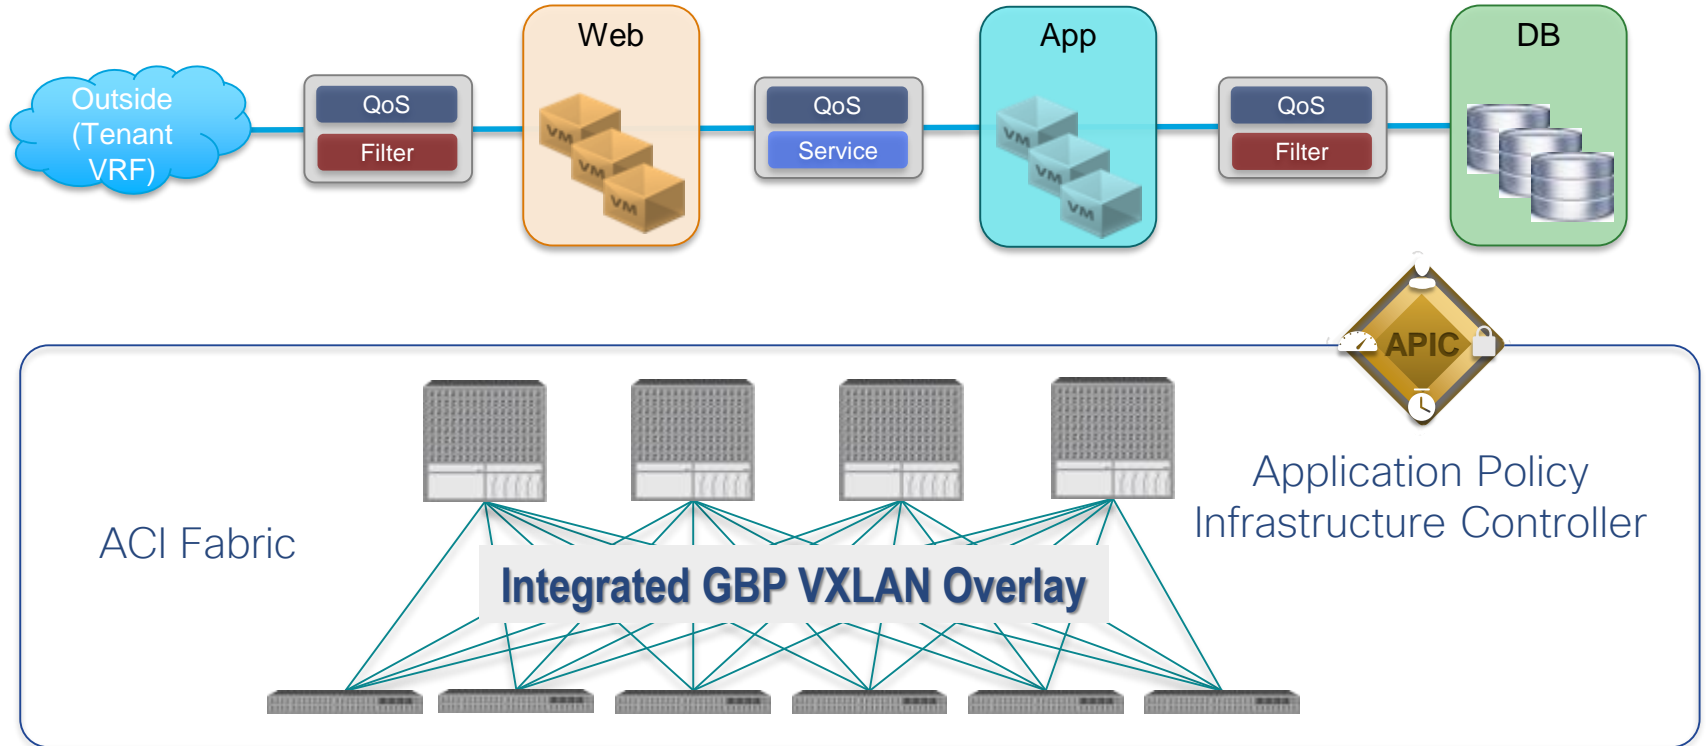 Web
App
DB
Outside
(Tenant
VRF)
QoS
Filter
QoS
Service
QoS
Filter
VM
VM
VM
VM
VM
VM
APIC
Application Policy
Infrastructure Controller
ACI Fabric
Integrated GBP VXLAN Overlay